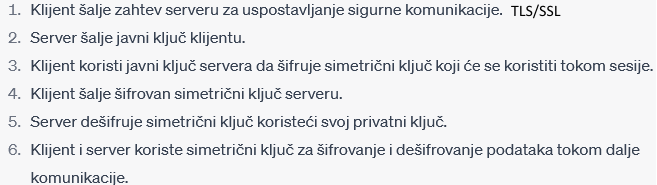 1. Klijent šalje zahtev serveru za uspostavljanje sigurne komunikacije. TLS/SSL
2. Server šalje javni ključ klijentu.
3. Klijent koristi javni ključ servera da šifruje simetrični ključ koji će se koristiti tokom sesije.
4. Klijent šalje šifrovan simetrični ključ serveru.
5. Server dešifruje simetrični ključ koristeći svoj privatni ključ.
6. Klijent i server koriste simetrični ključ za šifrovanje i dešifrovanje podataka tokom dalje
komunikacije.